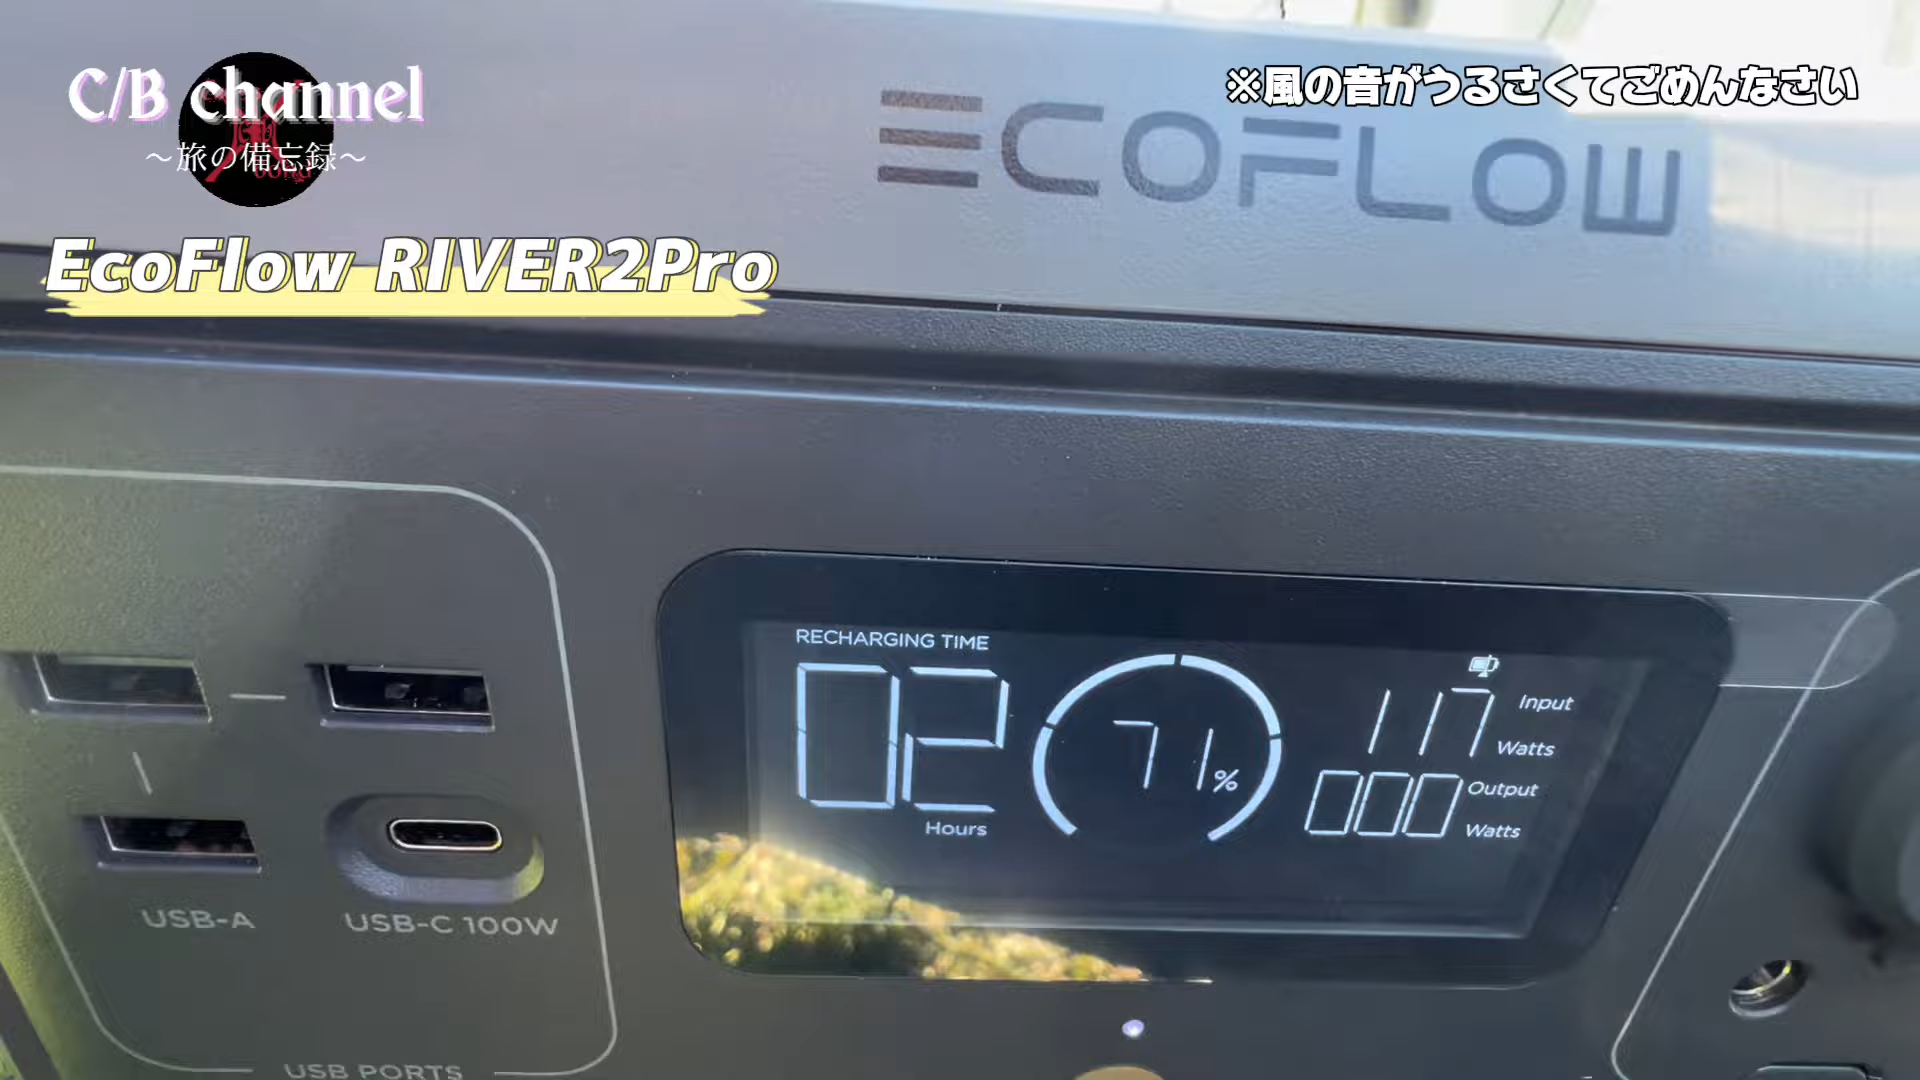 C/B channel
～旅の備忘録～
※風の音がうるさくてごめんなさい
ECOFLOW
EcoFlow RIVER2Pro
RECHARGING TIME
02
Hours
71%
117 Input
Watts
000 Output
Watts
USB-A
USB-C 100W
USB PORTS